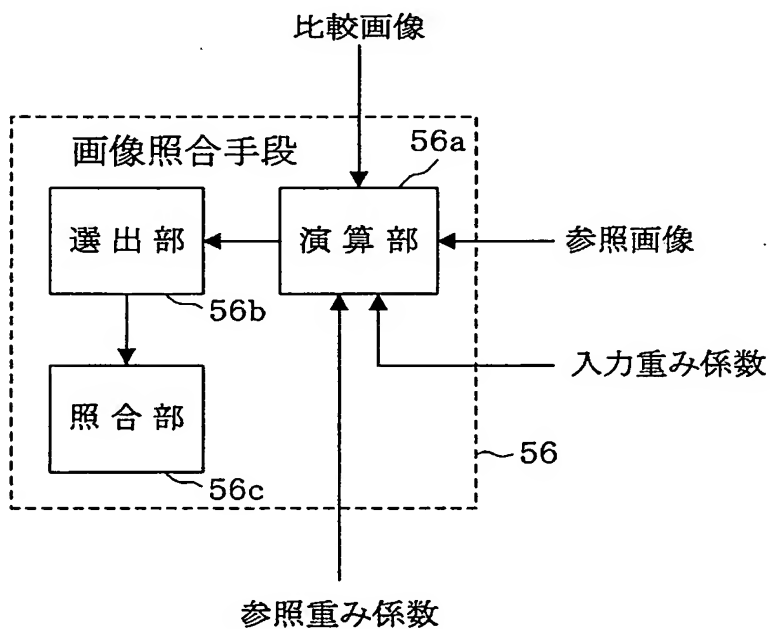 比較画像
画像照合手段
56a
選出部
演算部
参照画像
56b
入力重み係数
照合部
56
56c
参照重み係数